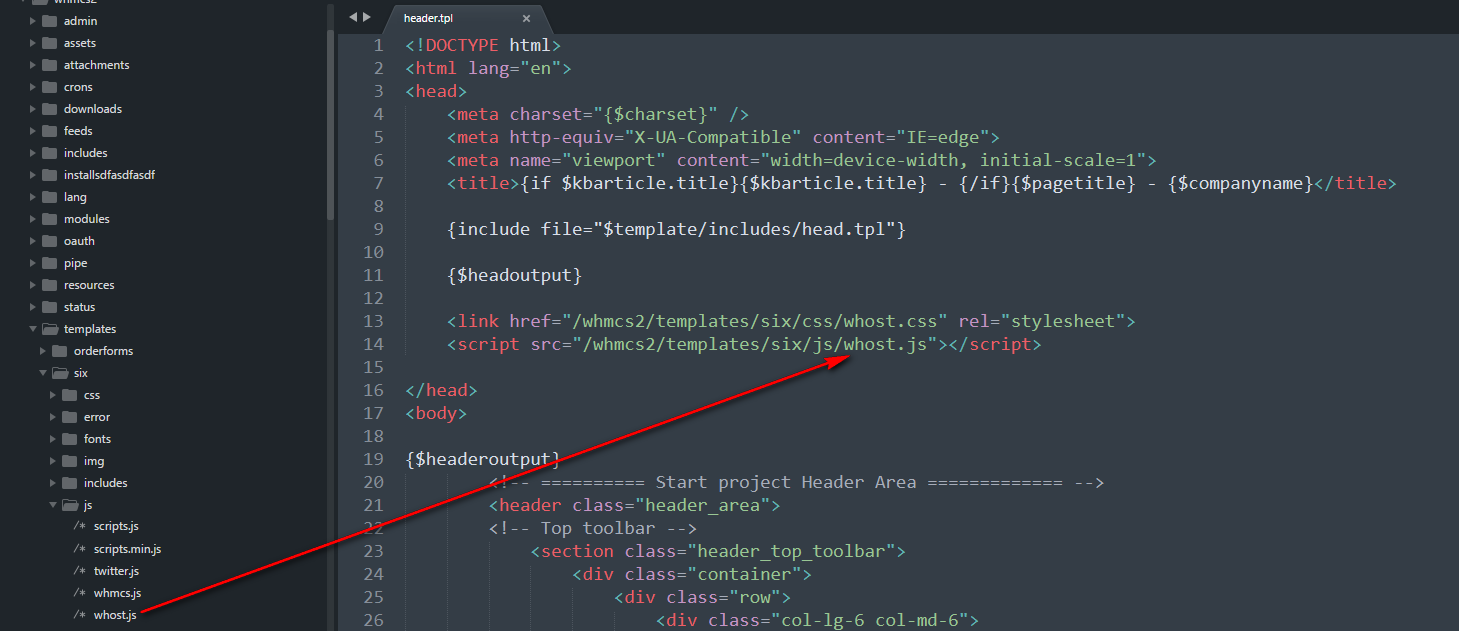 whmcs2
admin
assets
attachments
crons
downloads
feeds
includes
installsdfasdfasdf
lang
modules
oauth
pipe
resources
status
templates
orderforms
six
css
error
fonts
img
includes
js
/* scripts.js
/* scripts.min.js
/* twitter.js
/* whmcs.js
/* whost.js
header.tpl ×
1 <!DOCTYPE html>
2 <html lang="en">
3 <head>
4 <meta charset="{$charset}" />
5 <meta http-equiv="X-UA-Compatible" content="IE=edge">
6 <meta name="viewport" content="width=device-width, initial-scale=1">
7 <title>{if $kbarticle.title}{$kbarticle.title} - {/if}{$pagetitle} - {$companyname}</title>
8
9 {include file="$template/includes/head.tpl"}
10
11 {$headoutput}
12
13 <link href="/whmcs2/templates/six/css/whost.css" rel="stylesheet">
14 <script src="/whmcs2/templates/six/js/whost.js"></script>
15
16 </head>
17 <body>
18
19 {$headeroutput}
20 <!-- ========== Start project Header Area ============= -->
21 <header class="header_area">
22 <!-- Top toolbar -->
23 <section class="header_top_toolbar">
24 <div class="container">
25 <div class="row">
26 <div class="col-lg-6 col-md-6">